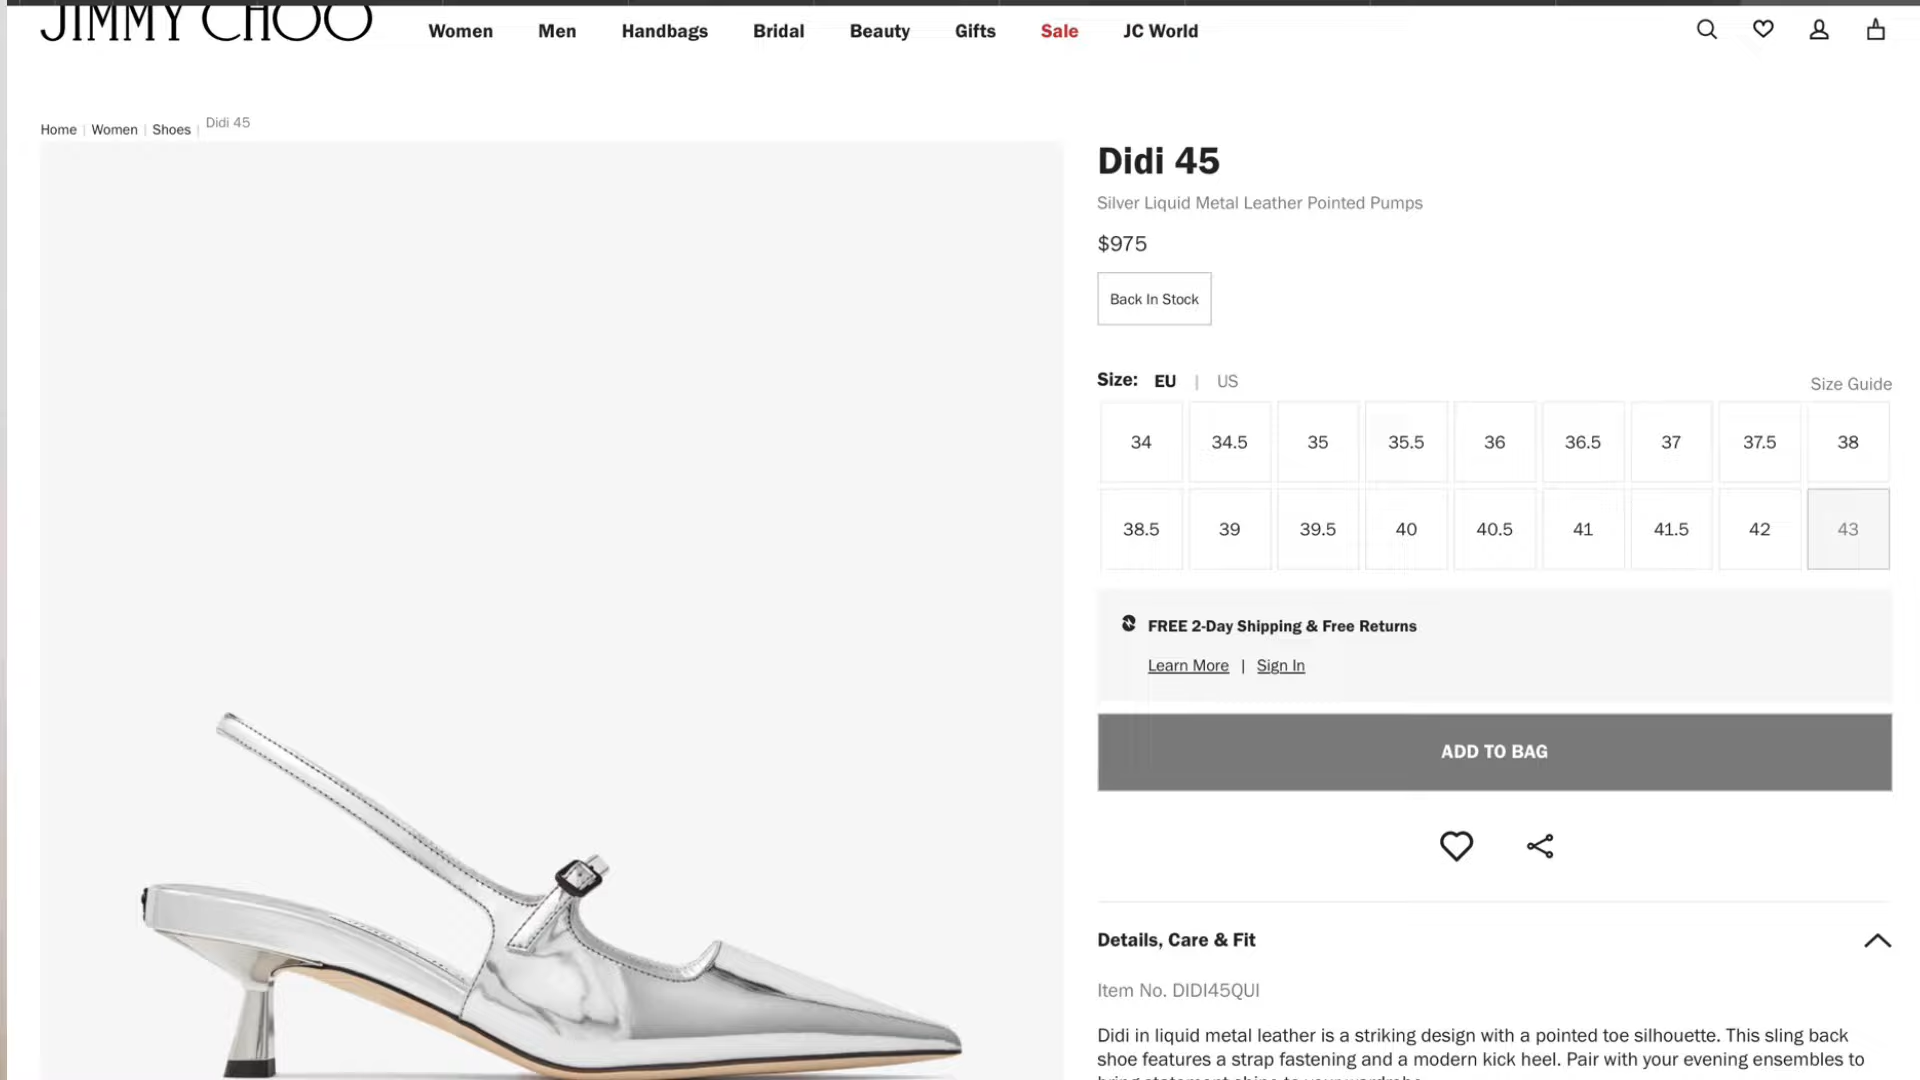 JIMMY CHOO
Women Men Handbags Bridal Beauty Gifts Sale JC World
Home | Women | Shoes | Didi 45
Didi 45
Silver Liquid Metal Leather Pointed Pumps
$975
Back In Stock
Size: EU | US Size Guide
34 34.5 35 35.5 36 36.5 37 37.5 38
38.5 39 39.5 40 40.5 41 41.5 42 43
FREE 2-Day Shipping & Free Returns
Learn More | Sign In
ADD TO BAG
Details, Care & Fit
Item No. DIDI45QUI
Didi in liquid metal leather is a striking design with a pointed toe silhouette. This sling back
shoe features a strap fastening and a modern kick heel. Pair with your evening ensembles to